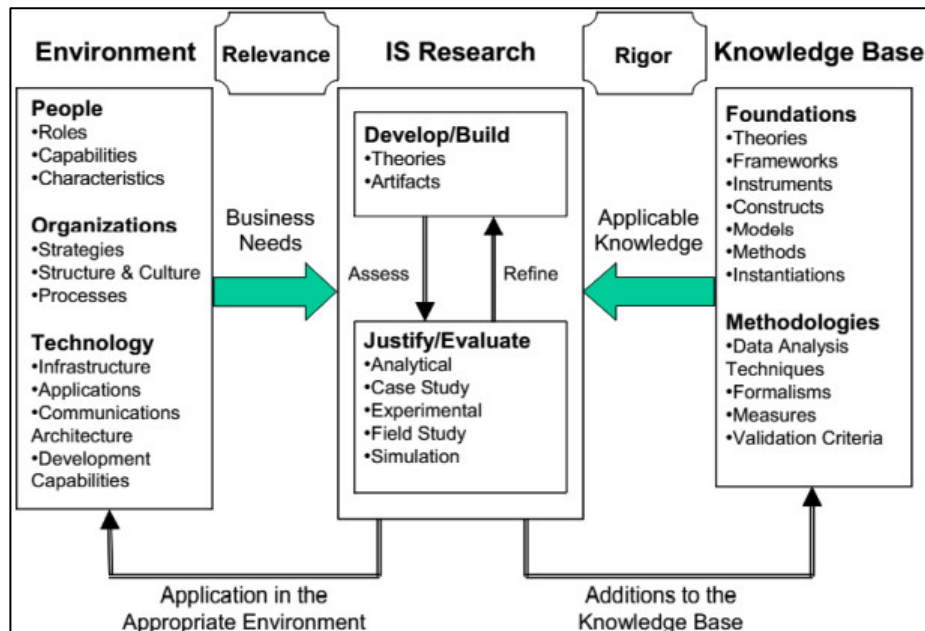 Environment
Relevance
IS Research
Rigor
Knowledge Base
People
•Roles
•Capabilities
•Characteristics
Organizations
•Strategies
•Structure & Culture
•Processes
Technology
•Infrastructure
•Applications
•Communications
Architecture
•Development
Capabilities
Business
Needs
Develop/Build
•Theories
•Artifacts
Assess
Refine
Justify/Evaluate
•Analytical
•Case Study
•Experimental
•Field Study
•Simulation
Applicable
Knowledge
Foundations
•Theories
•Frameworks
•Instruments
•Constructs
•Models
•Methods
•Instantiations
Methodologies
•Data Analysis
Techniques
•Formalisms
•Measures
•Validation Criteria
Application in the
Appropriate Environment
Additions to the
Knowledge Base